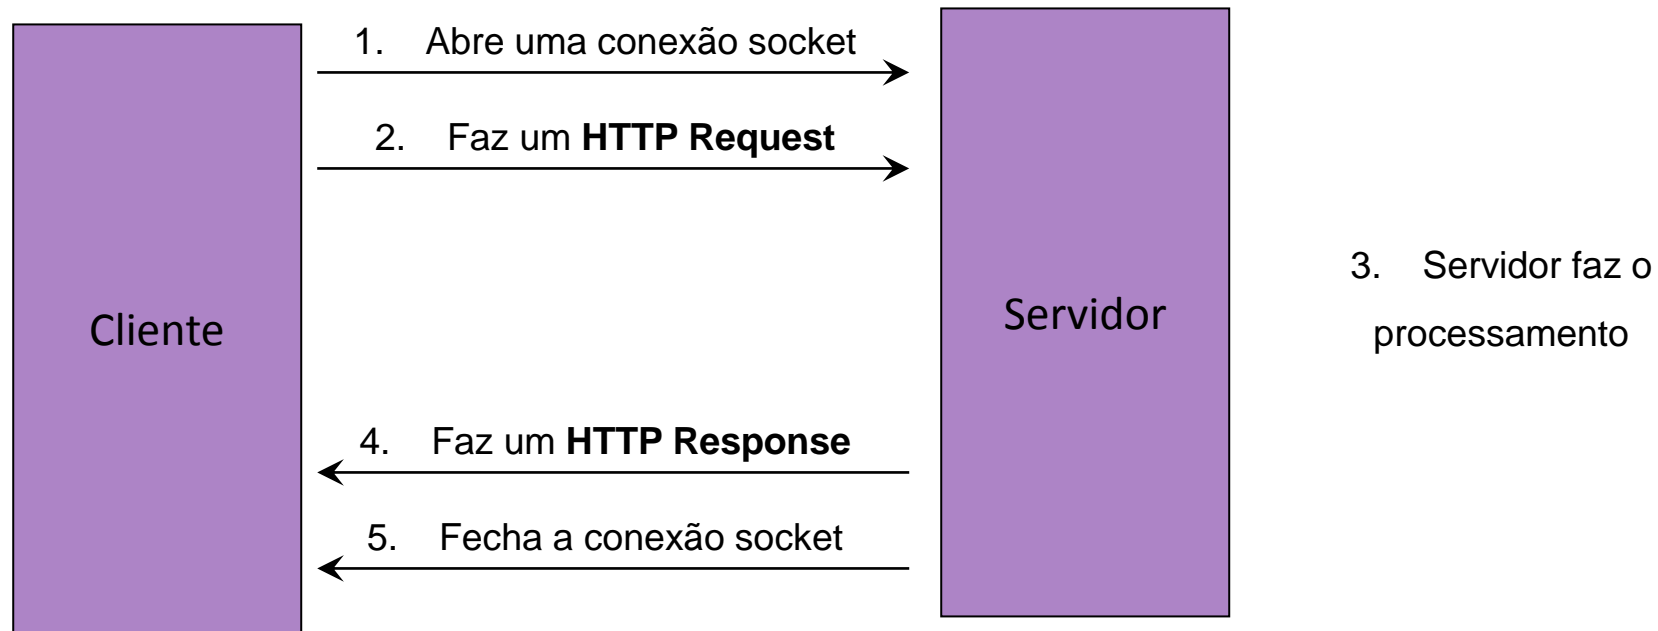 1. Abre uma conexão socket
2. Faz um HTTP Request
Cliente
Servidor
3. Servidor faz o
processamento
4. Faz um HTTP Response
5. Fecha a conexão socket